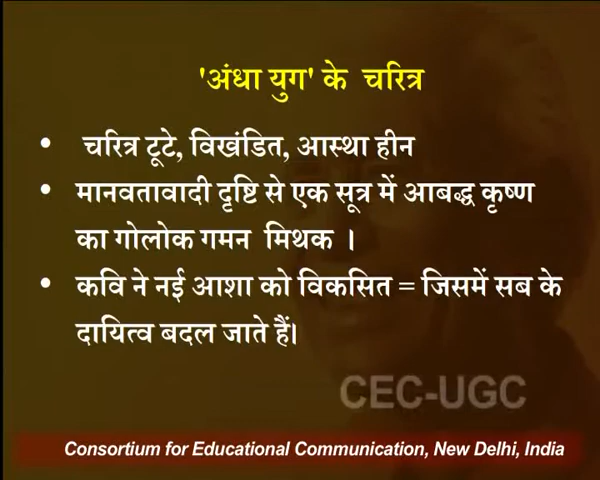 'अंधा युग' के चरित्र
• चरित्र टूटे, विखंडित, आस्था हीन
• मानवतावादी दृष्टि से एक सूत्र में आबद्ध कृष्ण
का गोलोक गमन मिथक ।
• कवि ने नई आशा को विकसित = जिसमें सब के
दायित्व बदल जाते हैं।
CEC-UGC
Consortium for Educational Communication, New Delhi, India